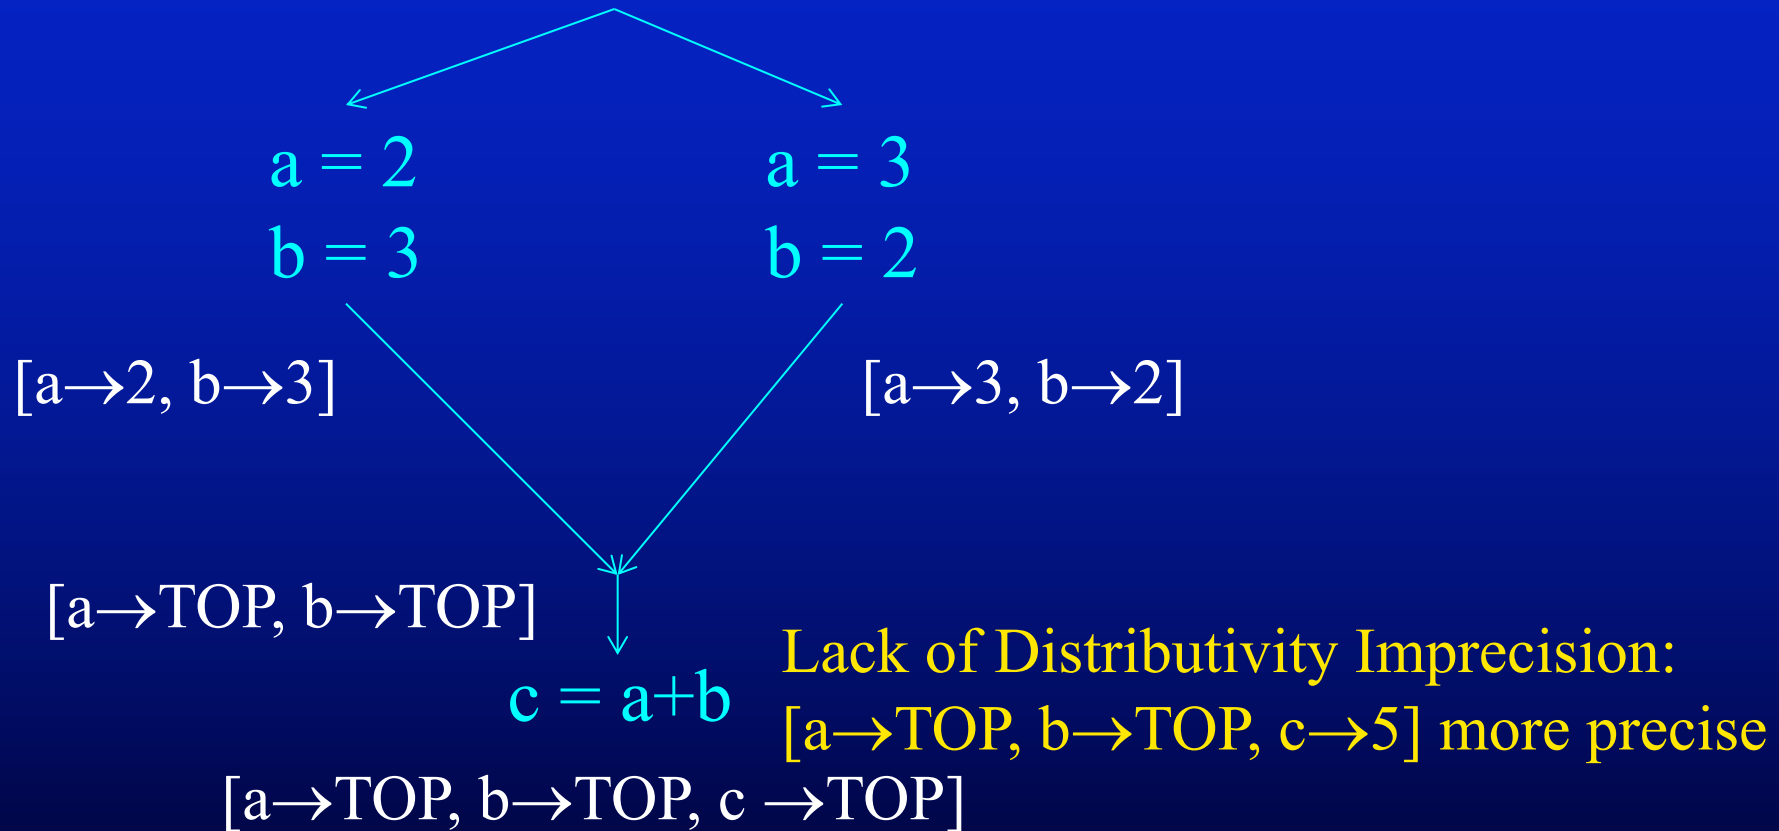 a = 2
b = 3
a = 3
b = 2
[a→2, b→3]
[a→3, b→2]
[a→TOP, b→TOP]
c = a+b
Lack of Distributivity Imprecision:
[a→TOP, b→TOP, c→5] more precise
[a→TOP, b→TOP, c →TOP]